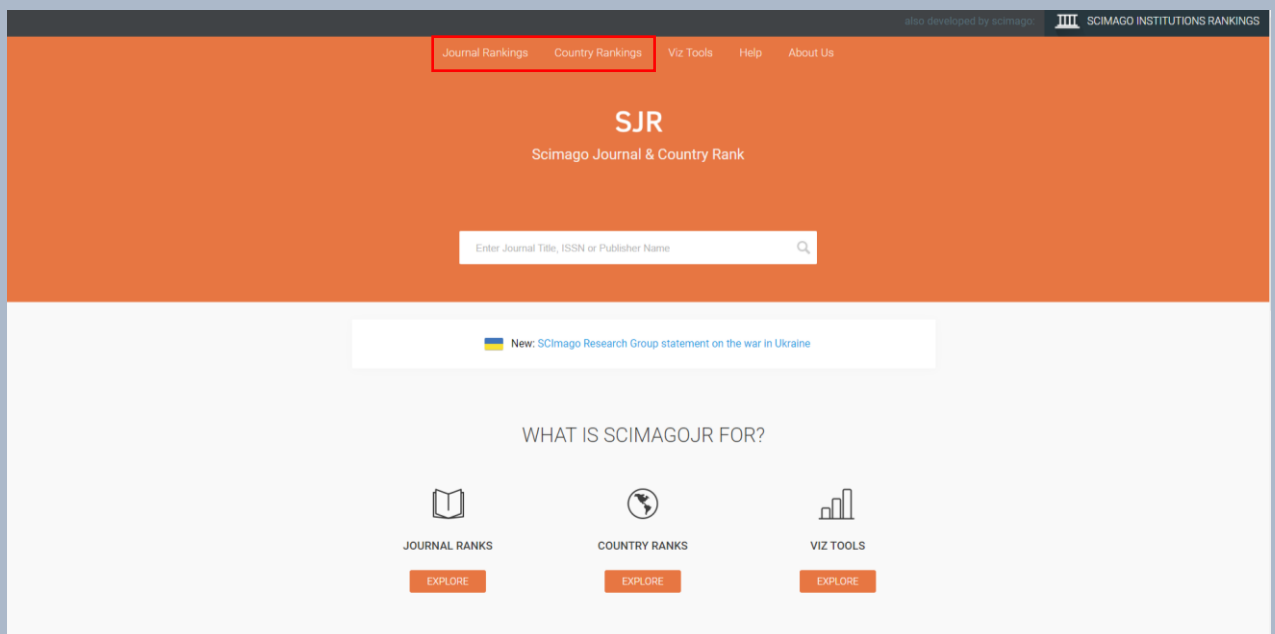 also developed by scimago: SCIMAGO INSTITUTIONS RANKINGS
Journal Rankings Country Rankings Viz Tools Help About Us
SJR
Scimago Journal & Country Rank
Enter Journal Title, ISSN or Publisher Name
New: SCImago Research Group statement on the war in Ukraine
WHAT IS SCIMAGOJR FOR?
JOURNAL RANKS COUNTRY RANKS VIZ TOOLS
EXPLORE EXPLORE EXPLORE